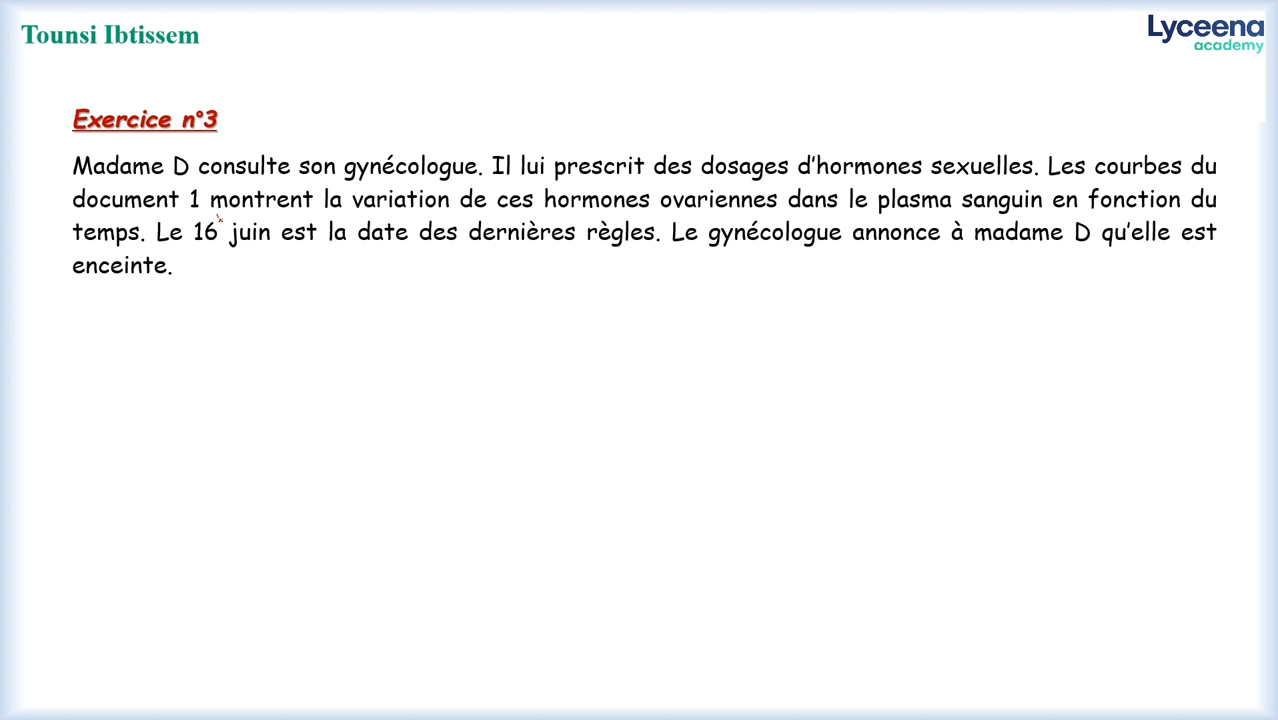 Tounsi Ibtissem
Lyceena
academy
Exercice n°3
Madame D consulte son gynécologue. Il lui prescrit des dosages d'hormones sexuelles. Les courbes du
document 1 montrent la variation de ces hormones ovariennes dans le plasma sanguin en fonction du
temps. Le 16 juin est la date des dernières règles. Le gynécologue annonce à madame D qu'elle est
enceinte.